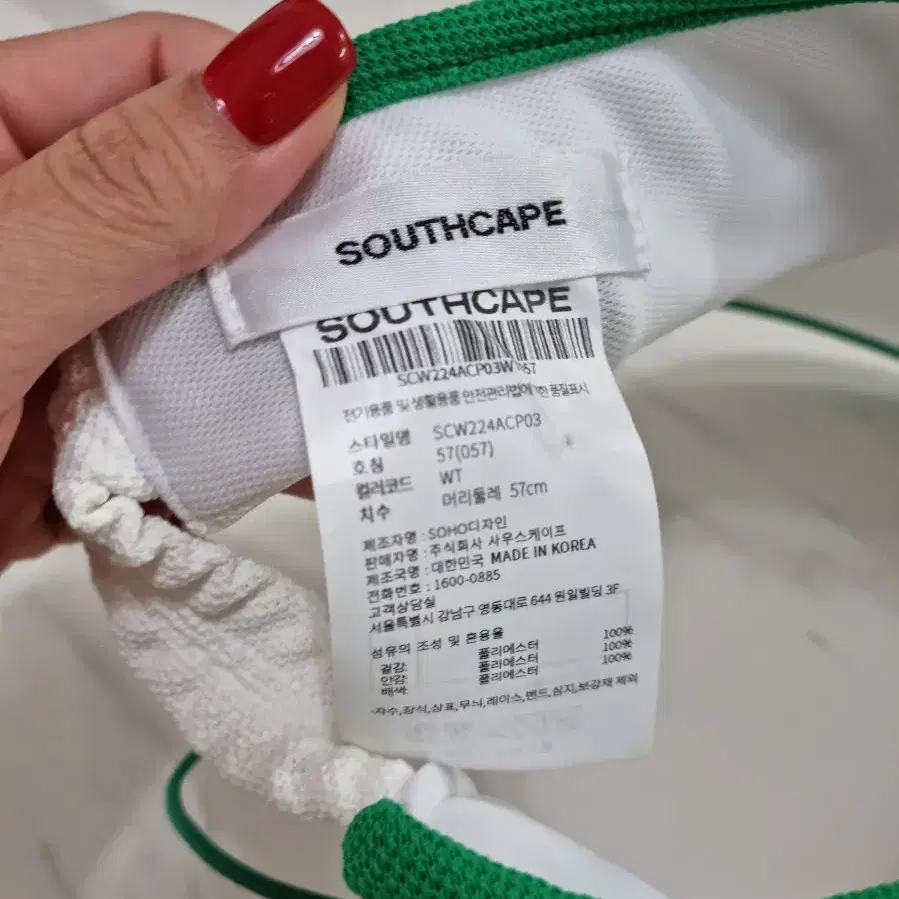 SOUTHCAPE
SOUTHCAPE
SCW224ACP03W 57
전기용품 및 생활용품 안전관리법에 한 품질표시
스타일명 SCW224ACP03
호칭 57(057)
컬러코드 WT
치수 머리둘레 57cm
제조자명 : SOHO디자인
판매자명 : 주식회사 사우스케이프
제조국명 : 대한민국 MADE IN KOREA
전화번호 : 1600-0885
고객상담실
서울특별시 강남구 영동대로 644 원일빌딩 3F
섬유의 조성 및 혼용율
겉감: 폴리에스터 100%
안감: 폴리에스터 100%
배색: 폴리에스터 100%
-자수,장식,상표,무늬,레이스,밴드,심지,보강재 제외